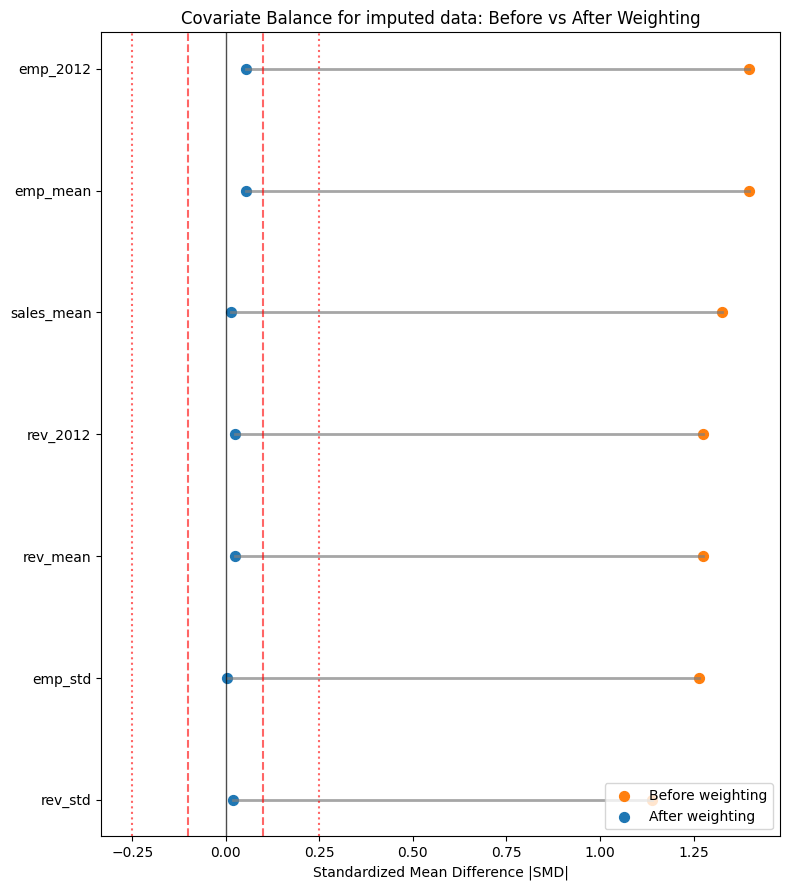 Covariate Balance for imputed data: Before vs After Weighting
emp_2012
emp_mean
sales_mean
rev_2012
rev_mean
emp_std
rev_std
Before weighting
After weighting
−0.25 0.00 0.25 0.50 0.75 1.00 1.25
Standardized Mean Difference |SMD|